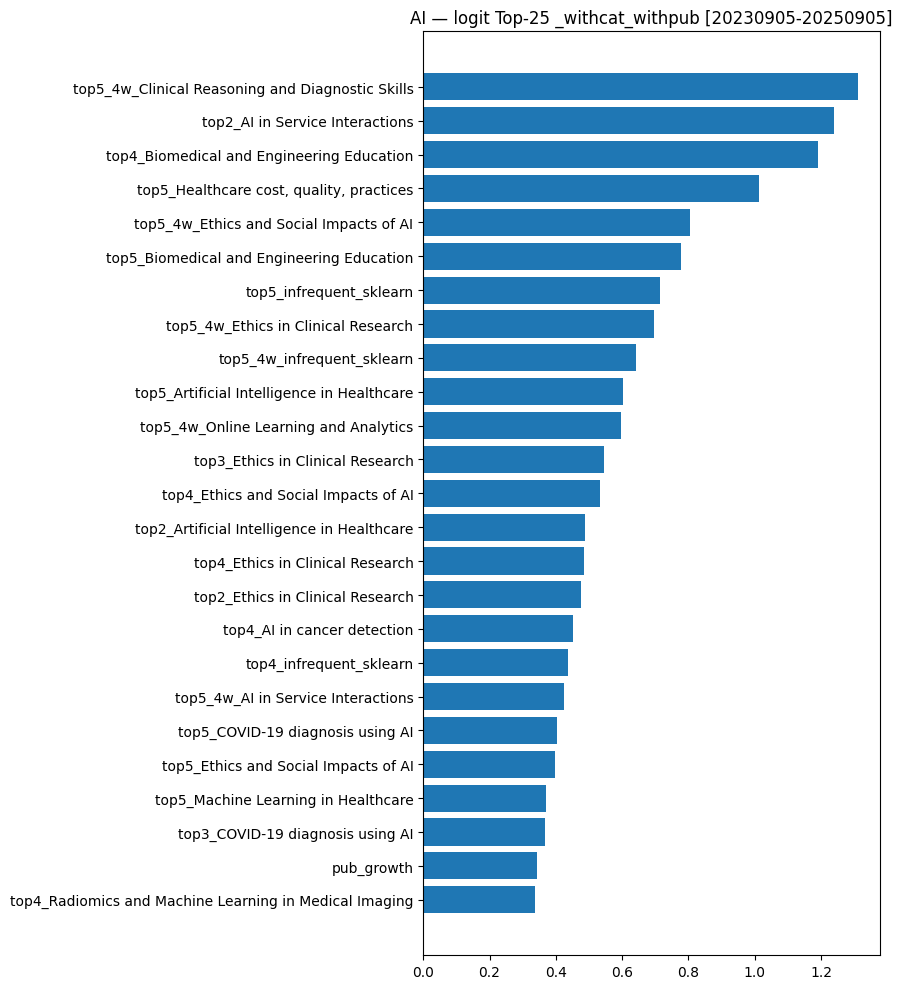 AI — logit Top-25 _withcat_withpub [20230905-20250905]
top5_4w_Clinical Reasoning and Diagnostic Skills
top2_AI in Service Interactions
top4_Biomedical and Engineering Education
top5_Healthcare cost, quality, practices
top5_4w_Ethics and Social Impacts of AI
top5_Biomedical and Engineering Education
top5_infrequent_sklearn
top5_4w_Ethics in Clinical Research
top5_4w_infrequent_sklearn
top5_Artificial Intelligence in Healthcare
top5_4w_Online Learning and Analytics
top3_Ethics in Clinical Research
top4_Ethics and Social Impacts of AI
top2_Artificial Intelligence in Healthcare
top4_Ethics in Clinical Research
top2_Ethics in Clinical Research
top4_AI in cancer detection
top4_infrequent_sklearn
top5_4w_AI in Service Interactions
top5_COVID-19 diagnosis using AI
top5_Ethics and Social Impacts of AI
top5_Machine Learning in Healthcare
top3_COVID-19 diagnosis using AI
pub_growth
top4_Radiomics and Machine Learning in Medical Imaging
0.0 0.2 0.4 0.6 0.8 1.0 1.2